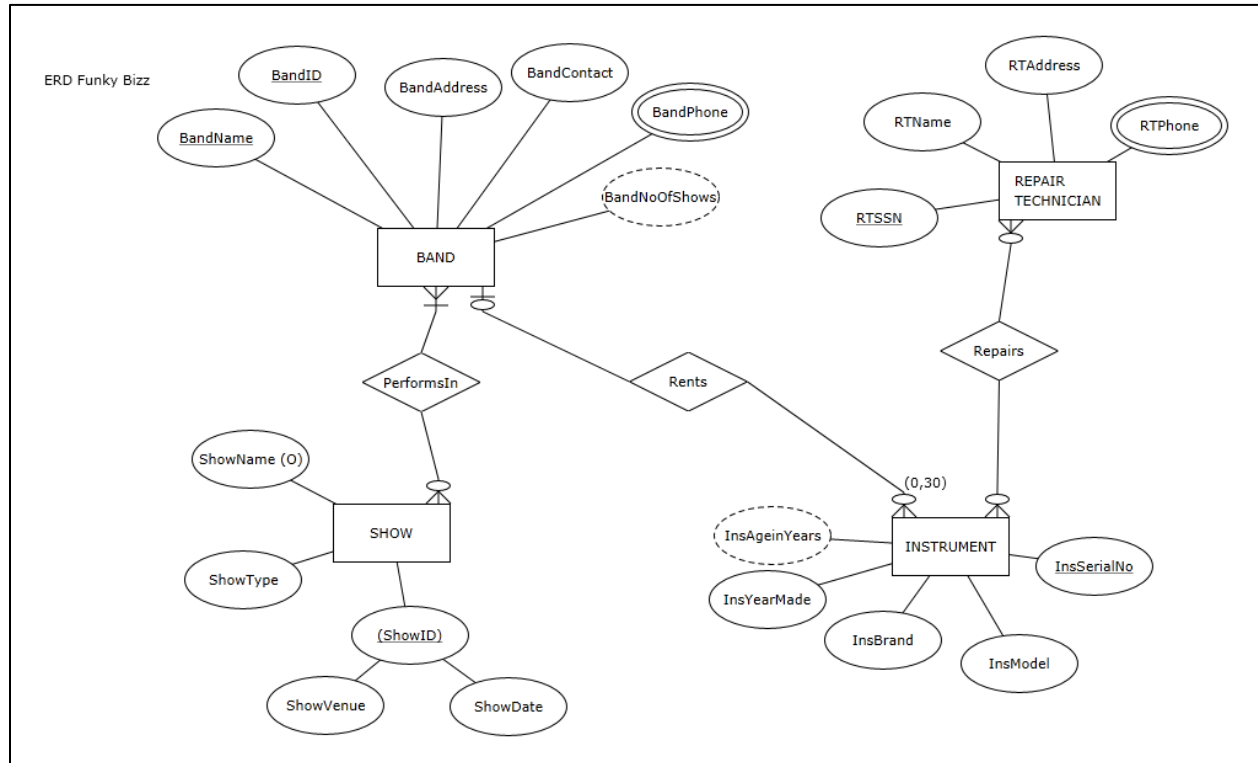 ERD Funky Bizz
BandID
BandAddress
BandContact
BandName
BandPhone
BandNoOfShows
BAND
RTAddress
RTName
RTPhone
RTSSN
REPAIR
TECHNICIAN
PerformsIn
Rents
Repairs
ShowName (O)
SHOW
ShowType
(ShowID)
ShowVenue
ShowDate
(0,30)
InsAgeinYears
INSTRUMENT
InsSerialNo
InsYearMade
InsBrand
InsModel